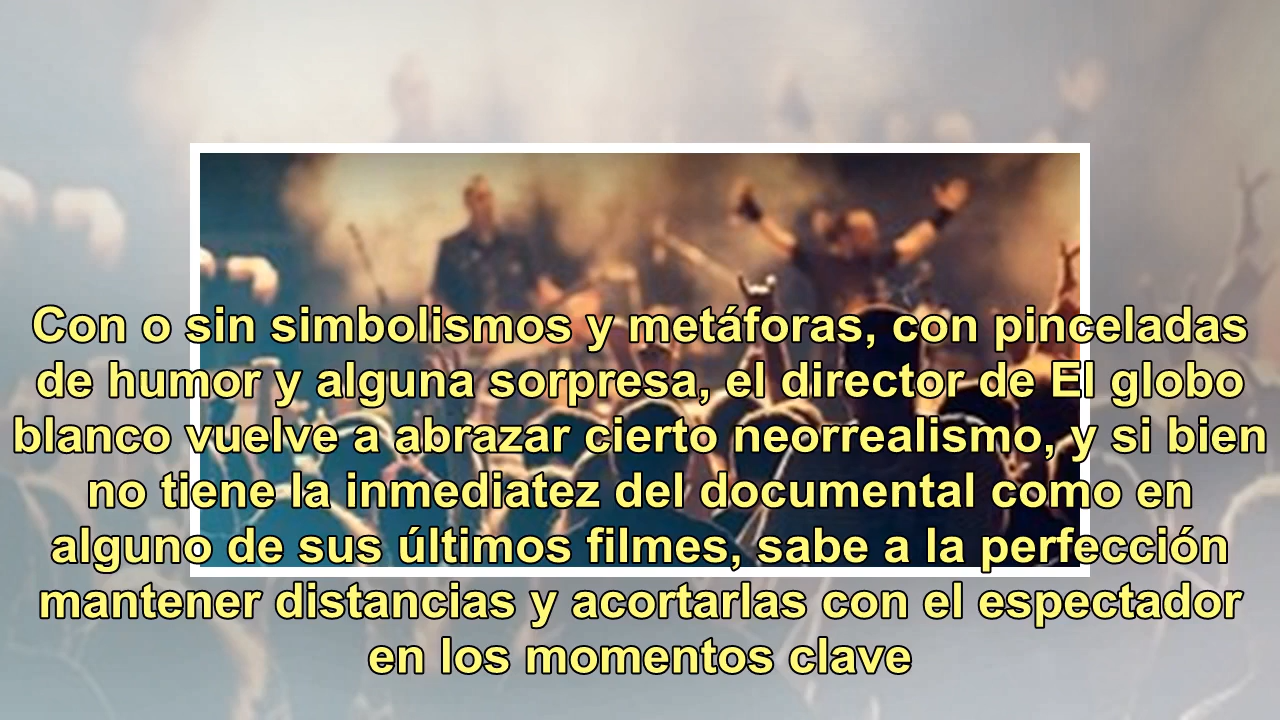 Con o sin simbolismos y metáforas, con pinceladas
de humor y alguna sorpresa, el director de El globo
blanco vuelve a abrazar cierto neorrealismo, y si bien
no tiene la inmediatez del documental como en
alguno de sus últimos filmes, sabe a la perfección
mantener distancias y acortarlas con el espectador
en los momentos clave